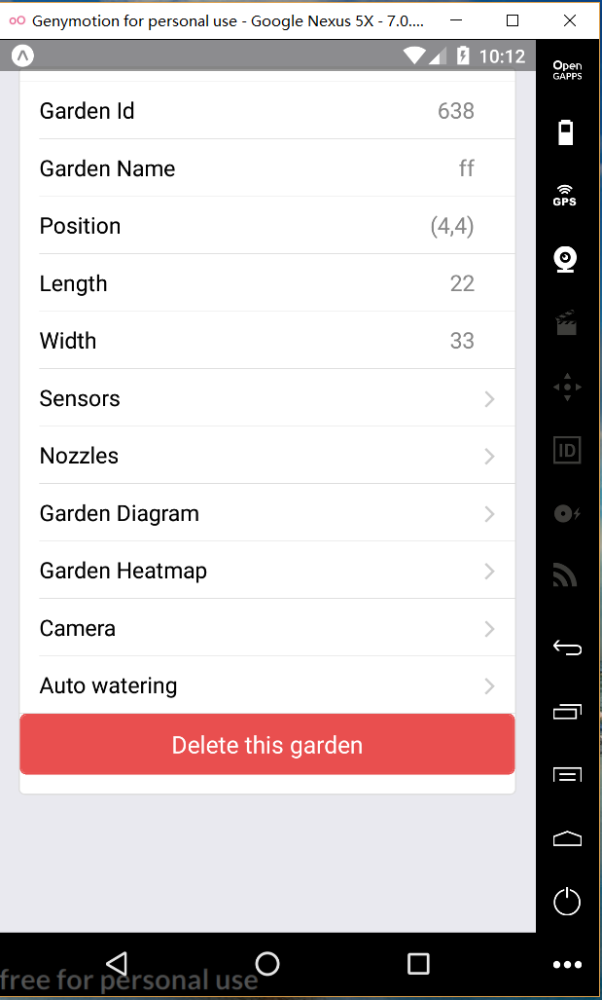 Genymotion for personal use - Google Nexus 5X - 7.0....
10:12
Open
GAPPS
Garden Id 638
Garden Name ff
GPS
Position (4,4)
Length 22
Width 33
Sensors
Nozzles
ID
Garden Diagram
Garden Heatmap
Camera
Auto watering
Delete this garden
free for personal use